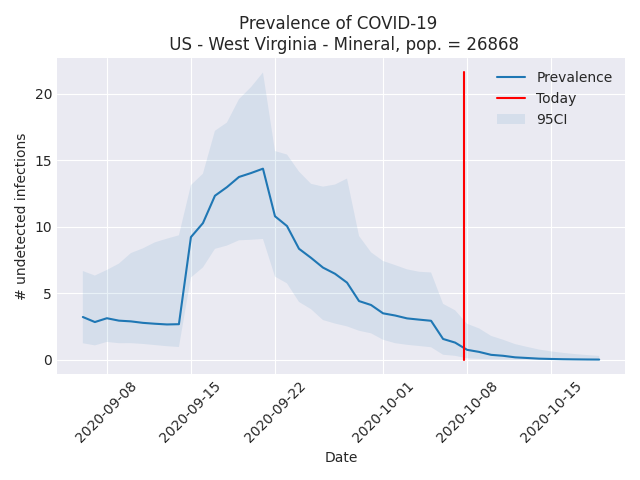 Prevalence of COVID-19
US - West Virginia - Mineral, pop. = 26868
Prevalence
Today
95CI
# undetected infections
20
15
10
5
0
2020-09-08
2020-09-15
2020-09-22
2020-10-01
2020-10-08
2020-10-15
Date